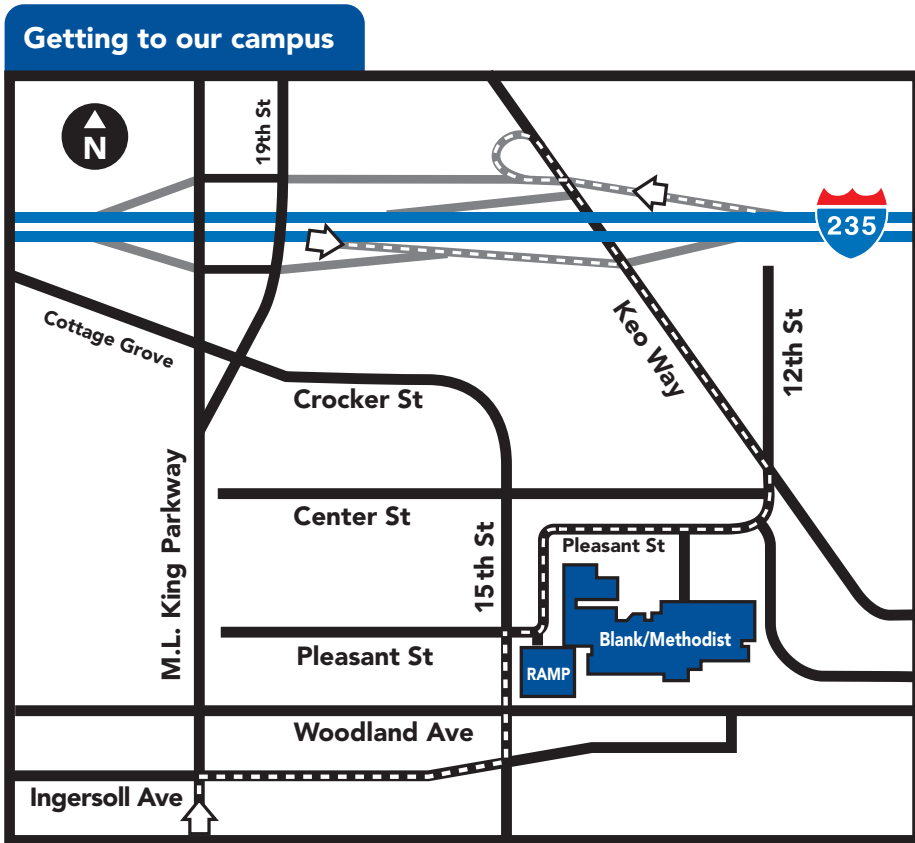 Getting to our campus
N
19th St
235
Cottage Grove
Keo Way
12th St
Crocker St
M.L. King Parkway
Center St
15th St
Pleasant St
Blank/Methodist
Pleasant St
RAMP
Woodland Ave
Ingersoll Ave